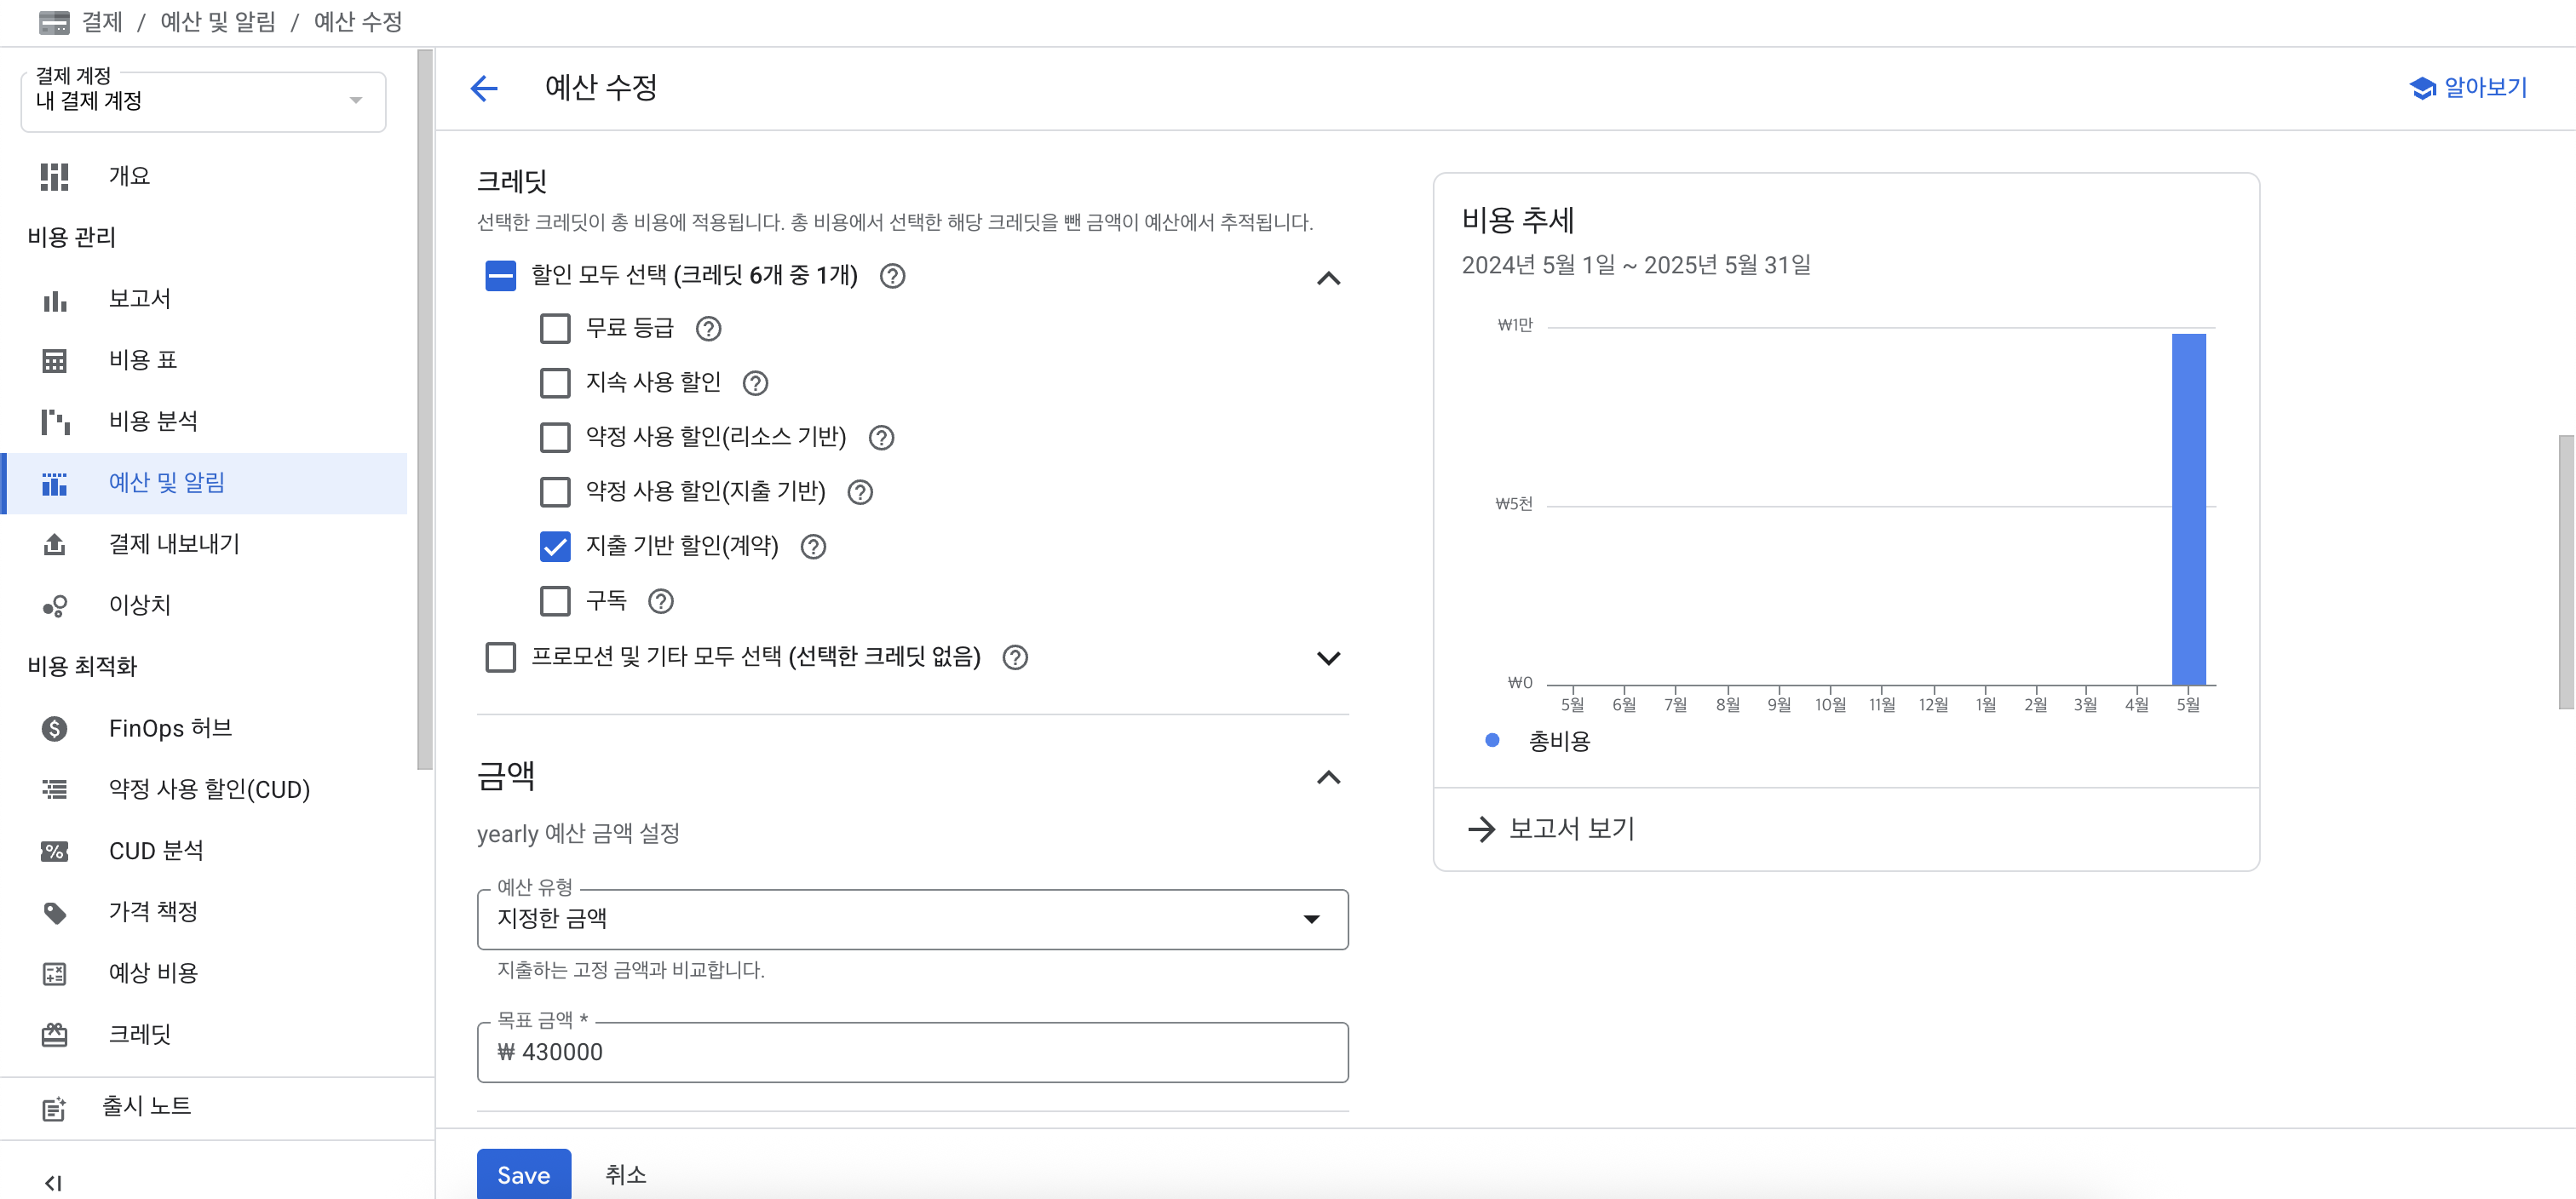 결제 / 예산 및 알림 / 예산 수정
결제 계정
내 결제 계정
개요
비용 관리
보고서
비용 표
비용 분석
예산 및 알림
결제 내보내기
이상치
비용 최적화
FinOps 허브
약정 사용 할인(CUD)
CUD 분석
가격 책정
예상 비용
크레딧
출시 노트
예산 수정
알아보기
크레딧
선택한 크레딧이 총 비용에 적용됩니다. 총 비용에서 선택한 해당 크레딧을 뺀 금액이 예산에서 추적됩니다.
할인 모두 선택 (크레딧 6개 중 1개)
무료 등급
지속 사용 할인
약정 사용 할인(리소스 기반)
약정 사용 할인(지출 기반)
지출 기반 할인(계약)
구독
프로모션 및 기타 모두 선택 (선택한 크레딧 없음)
금액
yearly 예산 금액 설정
예산 유형
지정한 금액
지출하는 고정 금액과 비교합니다.
목표 금액 *
₩ 430000
Save 취소
비용 추세
2024년 5월 1일 ~ 2025년 5월 31일
₩1만
₩5천
₩0
5월 6월 7월 8월 9월 10월 11월 12월 1월 2월 3월 4월 5월
총비용
보고서 보기